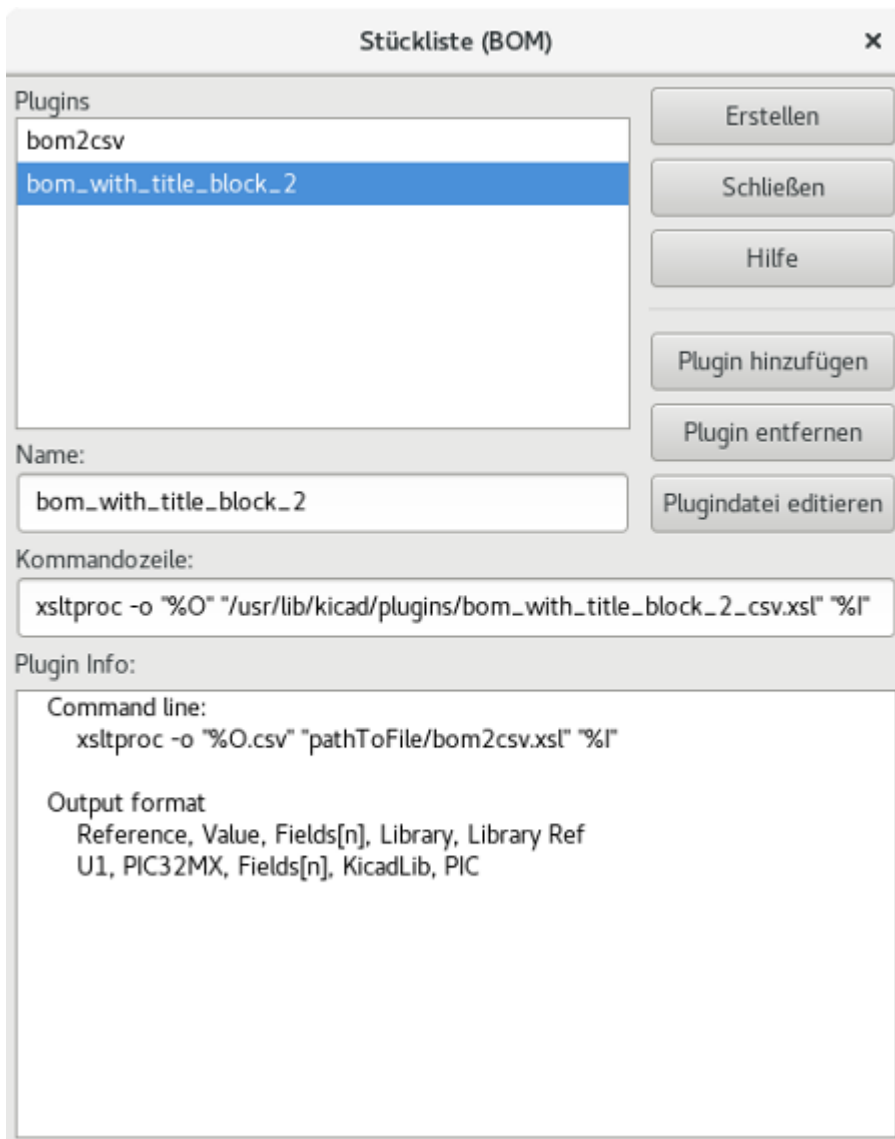 Stückliste (BOM)
Plugins
bom2csv
bom_with_title_block_2
Erstellen
Schließen
Hilfe
Plugin hinzufügen
Plugin entfernen
Plugindatei editieren
Name:
bom_with_title_block_2
Kommandozeile:
xsltproc -o "%O" "/usr/lib/kicad/plugins/bom_with_title_block_2_csv.xsl" "%I"
Plugin Info:
Command line:
xsltproc -o "%O.csv" "pathToFile/bom2csv.xsl" "%I"
Output format
Reference, Value, Fields[n], Library, Library Ref
U1, PIC32MX, Fields[n], KicadLib, PIC